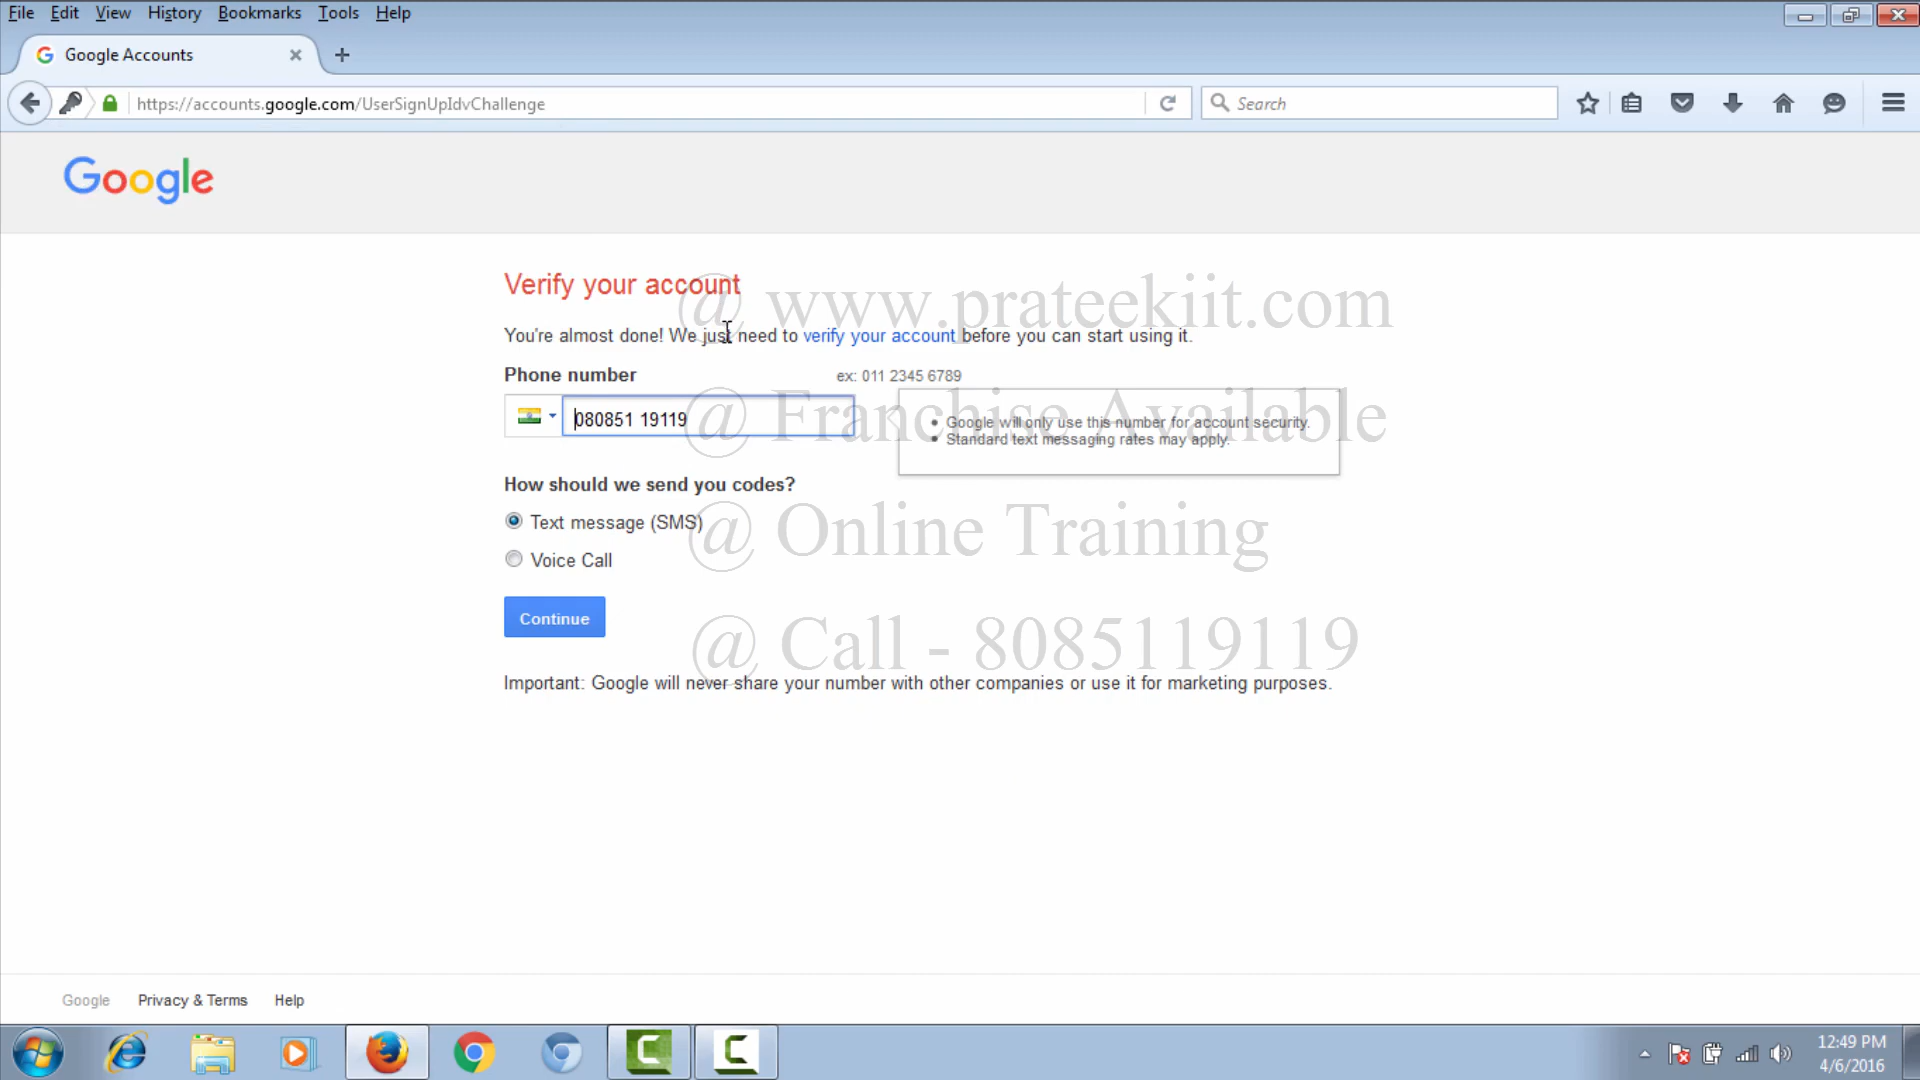 File Edit View History Bookmarks Tools Help
Google Accounts
https://accounts.google.com/UserSignUpIdvChallenge
Search
Google
Verify your account
@ www.prateekiit.com
You're almost done! We just need to verify your account before you can start using it.
Phone number ex: 011 2345 6789
@ Franchise Available
080851 19119
Google will only use this number for account security.
Standard text messaging rates may apply.
How should we send you codes?
Text message (SMS)
@ Online Training
Voice Call
Continue
@ Call - 8085119119
Important: Google will never share your number with other companies or use it for marketing purposes.
Google Privacy & Terms Help
12:49 PM
4/6/2016